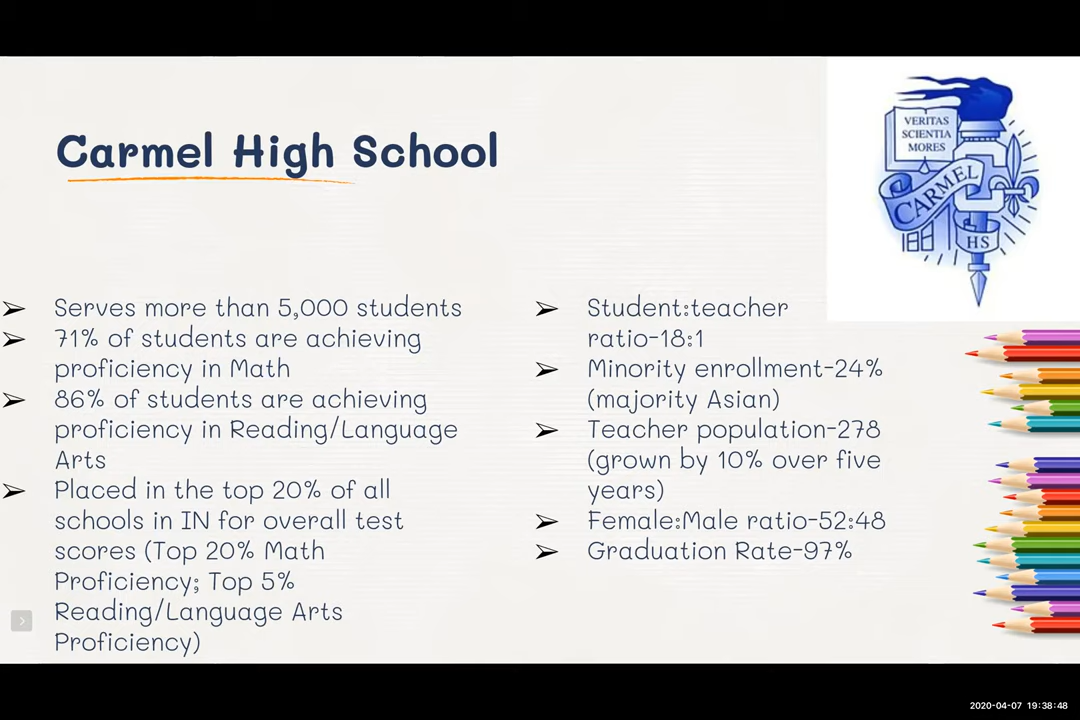 Carmel High School
VERITAS
SCIENTIA
MORES
CARMEL
HS
➢ Serves more than 5,000 students
➢ 71% of students are achieving
proficiency in Math
➢ 86% of students are achieving
proficiency in Reading/Language
Arts
➢ Placed in the top 20% of all
schools in IN for overall test
scores (Top 20% Math
Proficiency; Top 5%
Reading/Language Arts
Proficiency)
➢ Student:teacher
ratio-18:1
➢ Minority enrollment-24%
(majority Asian)
➢ Teacher population-278
(grown by 10% over five
years)
➢ Female:Male ratio-52:48
➢ Graduation Rate-97%
2020-04-07 19:38:48